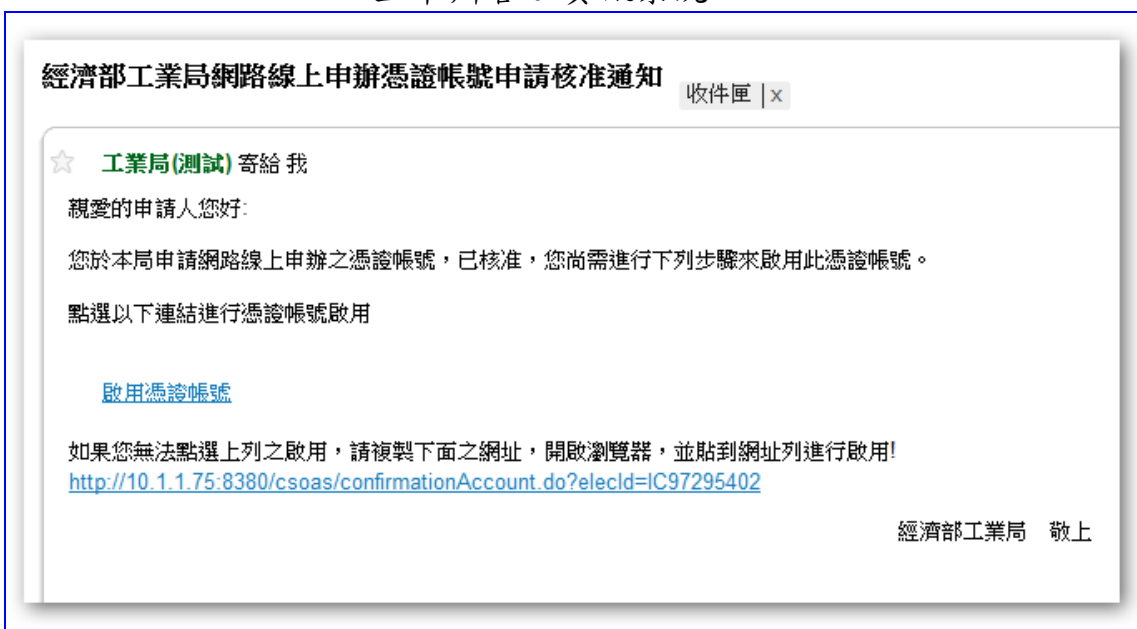 經濟部工業局網路線上申辦憑證帳號申請核准通知 收件匣 | x
工業局(測試) 寄給 我
親愛的申請人您好:
您於本局申請網路線上申辦之憑證帳號，已核准，您尚需進行下列步驟來啟用此憑證帳號。
點選以下連結進行憑證帳號啟用
啟用憑證帳號
如果您無法點選上列之啟用，請複製下面之網址，開啟瀏覽器，並貼到網址列進行啟用!
http://10.1.1.75:8380/csoas/confirmationAccount.do?elecId=IC97295402
經濟部工業局 敬上